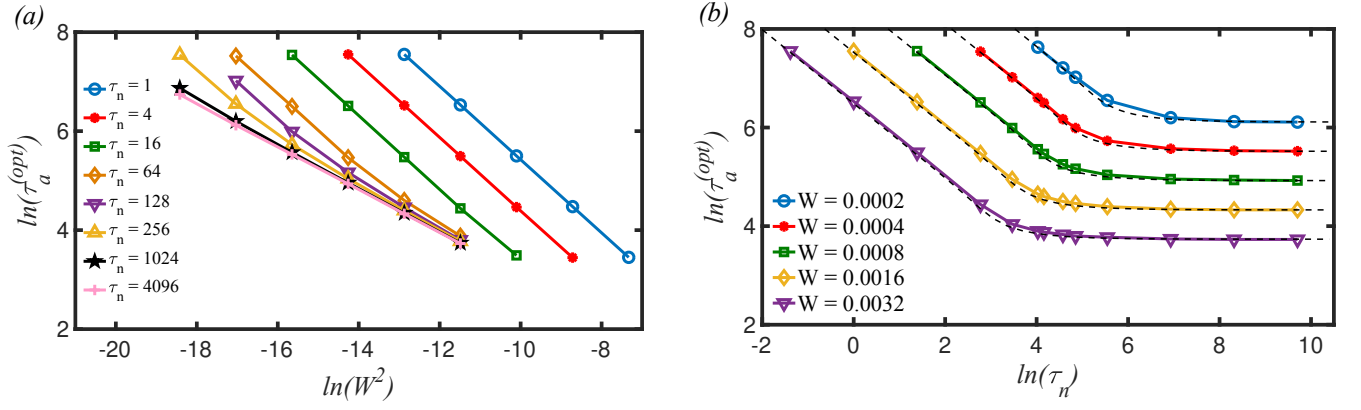 (a)
8
6
4
2
ln(τₐ⁽ᵒᵖᵗ⁾)
τₙ = 1
τₙ = 4
τₙ = 16
τₙ = 64
τₙ = 128
τₙ = 256
τₙ = 1024
τₙ = 4096
-20 -18 -16 -14 -12 -10 -8
ln(W²)
(b)
8
6
4
2
ln(τₐ⁽ᵒᵖᵗ⁾)
W = 0.0002
W = 0.0004
W = 0.0008
W = 0.0016
W = 0.0032
-2 0 2 4 6 8 10
ln(τₙ)